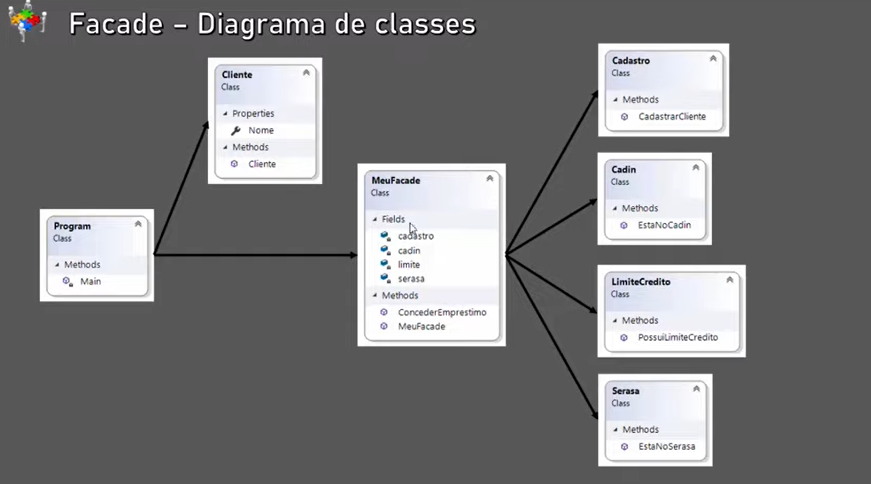 Facade – Diagrama de classes
Cliente
Class
Properties
Nome
Methods
Cliente
Program
Class
Methods
Main
MeuFacade
Class
Fields
cadastro
cadin
limite
serasa
Methods
ConcederEmprestimo
MeuFacade
Cadastro
Class
Methods
CadastrarCliente
Cadin
Class
Methods
EstaNoCadin
LimiteCredito
Class
Methods
PossuiLimiteCredito
Serasa
Class
Methods
EstaNoSerasa